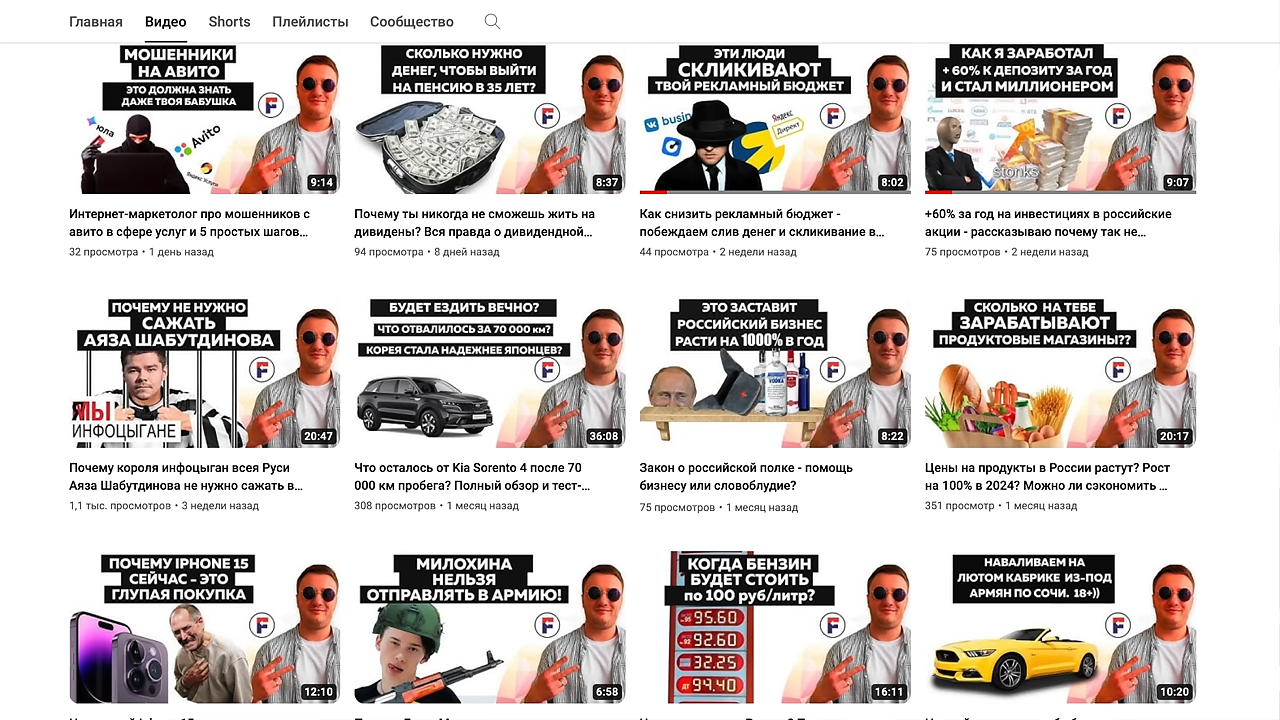 Главная Видео Shorts Плейлисты Сообщество
МОШЕННИКИ
НА АВИТО
ЭТО ДОЛЖНА ЗНАТЬ
ДАЖЕ ТВОЯ БАБУШКА
юла
Avito
Яндекс Услуги
9:14
СКОЛЬКО НУЖНО
ДЕНЕГ, ЧТОБЫ ВЫЙТИ
НА ПЕНСИЮ В 35 ЛЕТ?
8:37
ЭТИ ЛЮДИ
СКЛИКИВАЮТ
ТВОЙ РЕКЛАМНЫЙ БЮДЖЕТ
busin
Яндекс
Директ
8:02
КАК Я ЗАРАБОТАЛ
+ 60% К ДЕПОЗИТУ ЗА ГОД
И СТАЛ МИЛЛИОНЕРОМ
stonks
9:07
Интернет-маркетолог про мошенников с
авито в сфере услуг и 5 простых шагов...
32 просмотра • 1 день назад
Почему ты никогда не сможешь жить на
дивидены? Вся правда о дивидендной...
94 просмотра • 8 дней назад
Как снизить рекламный бюджет -
побеждаем слив денег и скликивание в...
44 просмотра • 2 недели назад
+60% за год на инвестициях в российские
акции - рассказываю почему так не...
75 просмотров • 2 недели назад
ПОЧЕМУ НЕ НУЖНО
САЖАТЬ
АЯЗА ШАБУТДИНОВА
МЫ
ИНФОЦЫГАНЕ
20:47
БУДЕТ ЕЗДИТЬ ВЕЧНО?
ЧТО ОТВАЛИЛОСЬ ЗА 70 000 км?
КОРЕЯ СТАЛА НАДЕЖНЕЕ ЯПОНЦЕВ?
36:08
ЭТО ЗАСТАВИТ
РОССИЙСКИЙ БИЗНЕС
РАСТИ НА 1000% В ГОД
VODKA
8:22
СКОЛЬКО НА ТЕБЕ
ЗАРАБАТЫВАЮТ
ПРОДУКТОВЫЕ МАГАЗИНЫ??
20:17
Почему короля инфоцыган всея Руси
Аяза Шабутдинова не нужно сажать в...
1,1 тыс. просмотров • 3 недели назад
Что осталось от Kia Sorento 4 после 70
000 км пробега? Полный обзор и тест-...
308 просмотров • 1 месяц назад
Закон о российской полке - помощь
бизнесу или словоблудие?
75 просмотров • 1 месяц назад
Цены на продукты в России растут? Рост
на 100% в 2024? Можно ли сэкономить ...
351 просмотр • 1 месяц назад
ПОЧЕМУ IPHONE 15
СЕЙЧАС - ЭТО
ГЛУПАЯ ПОКУПКА
12:10
МИЛОХИНА
НЕЛЬЗЯ
ОТПРАВЛЯТЬ В АРМИЮ!
6:58
КОГДА БЕНЗИН
БУДЕТ СТОИТЬ
по 100 руб/литр?
95.60
92.60
32.25
ДТ 94.40
16:11
НАВАЛИВАЕМ НА
ЛЮТОМ КАБРИКЕ ИЗ-ПОД
АРМЯН ПО СОЧИ. 18+))
10:20